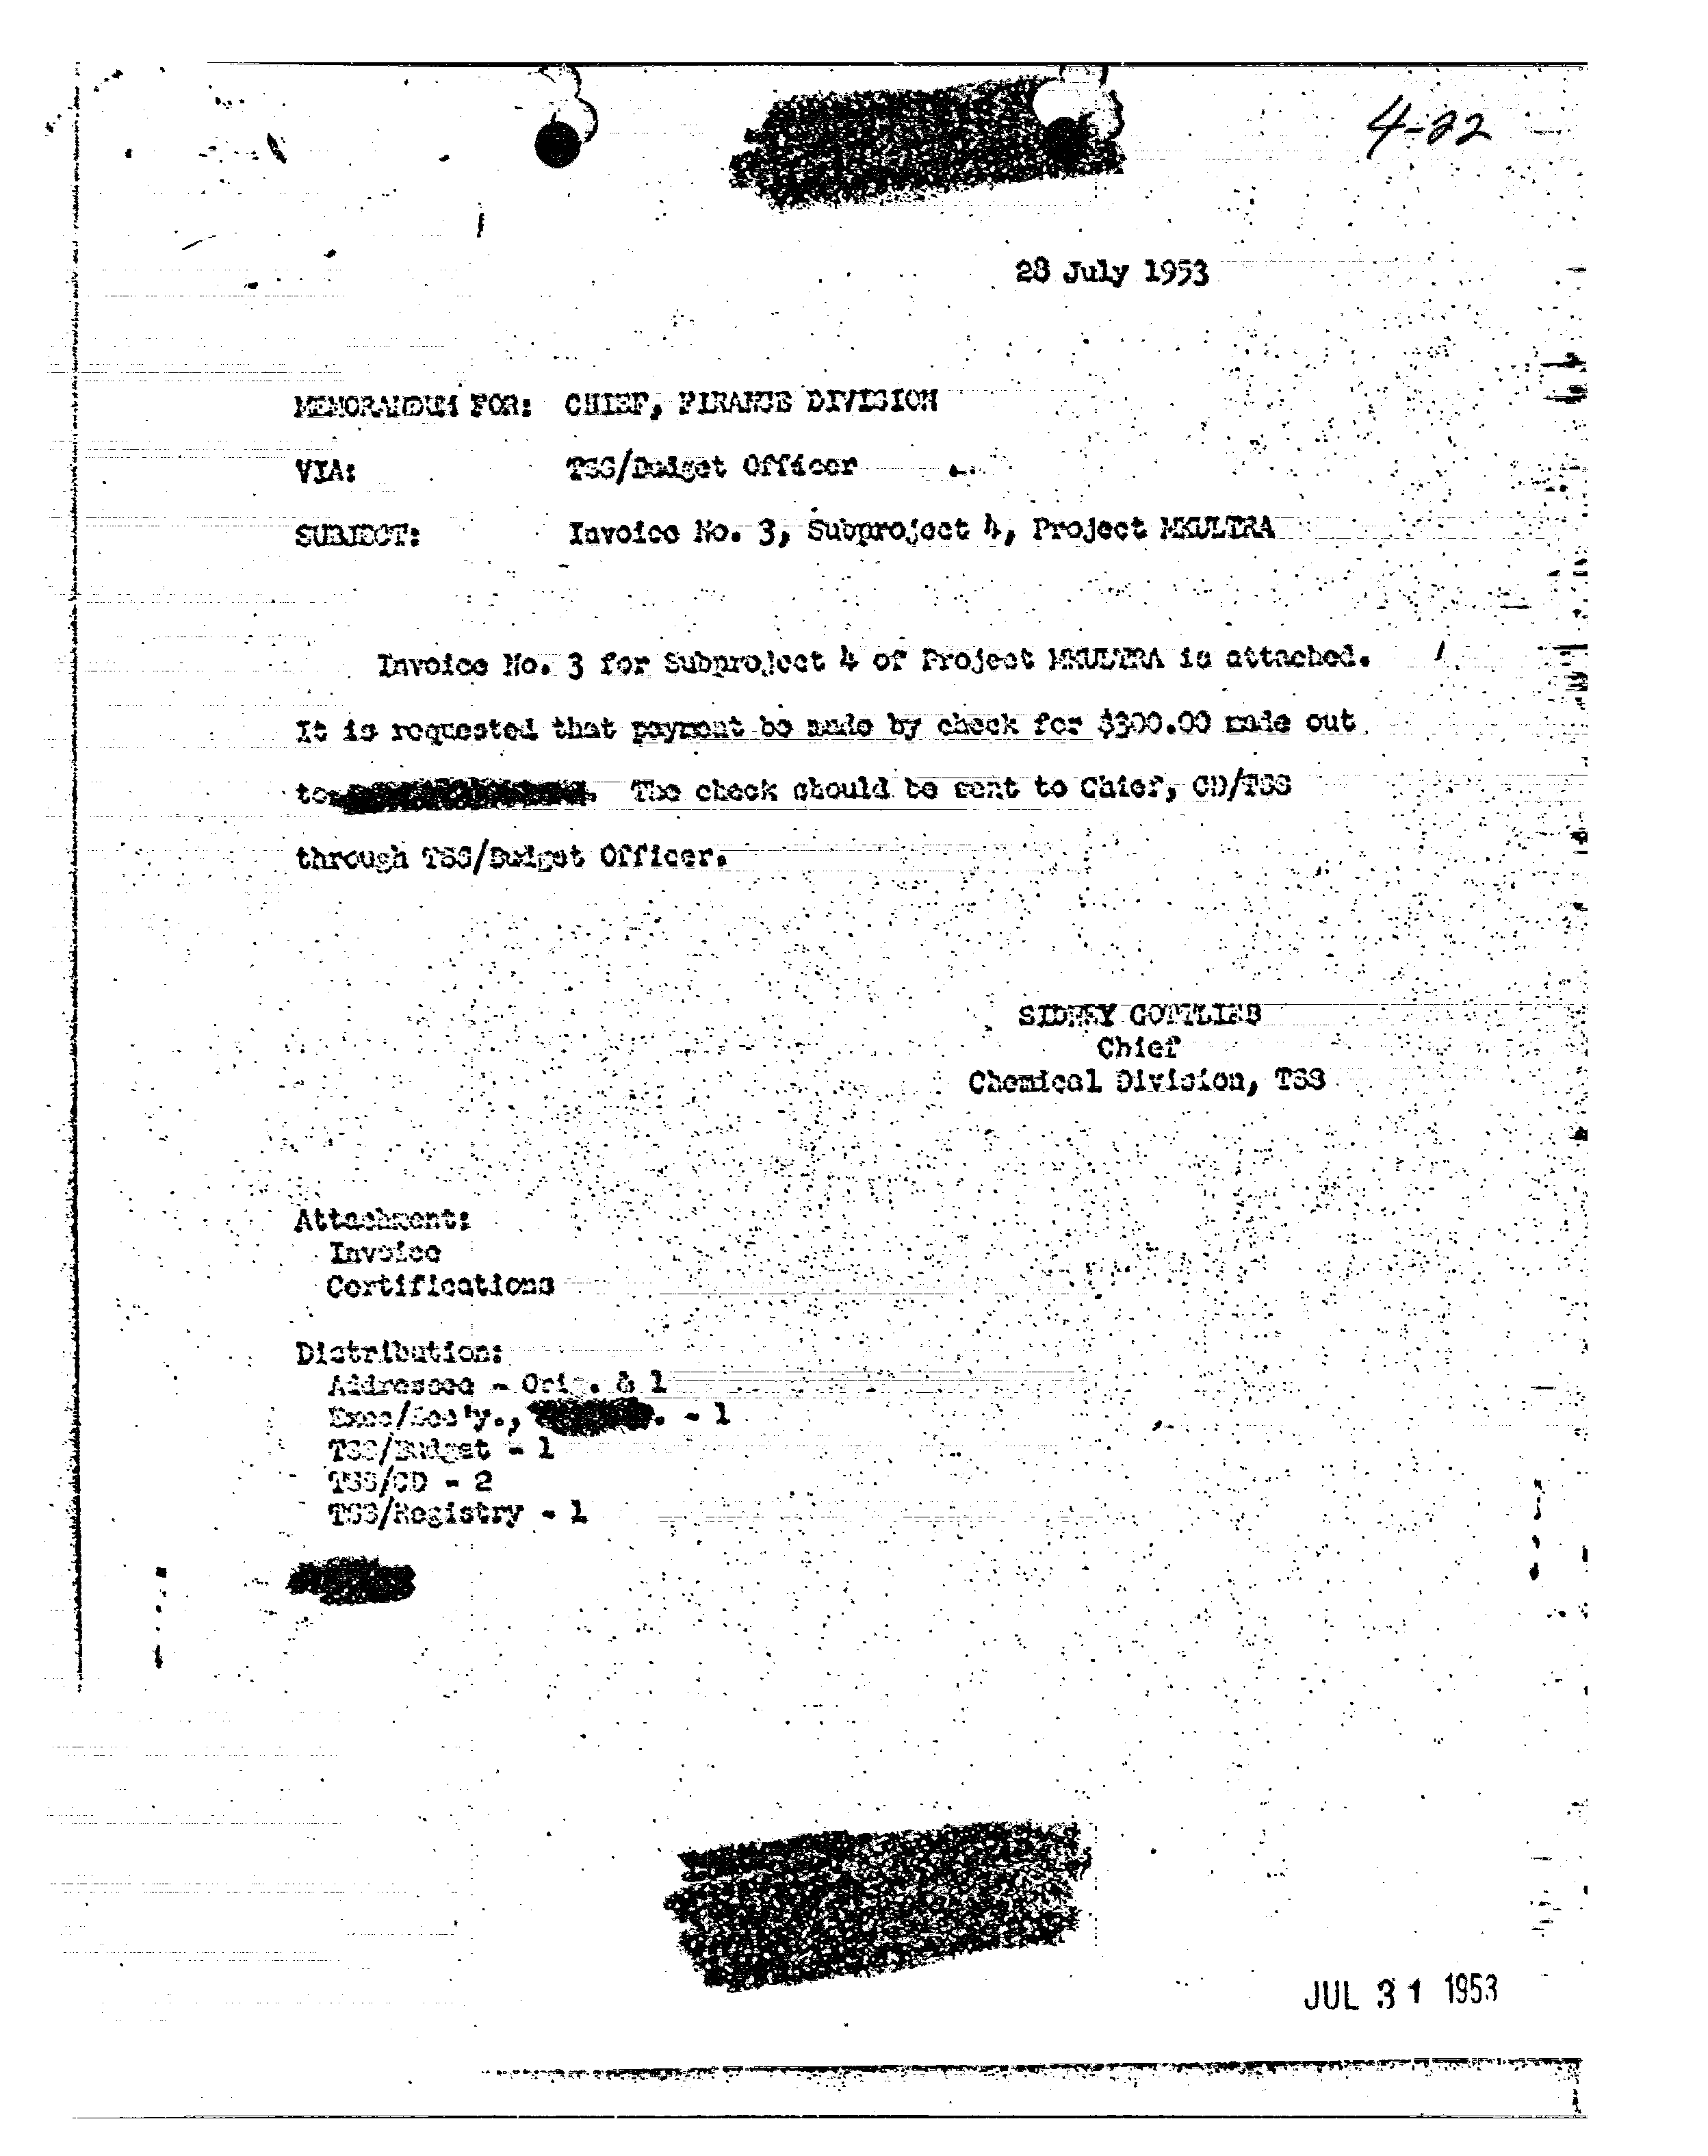 4-22
28 July 1953
MEMORANDUM FOR: CHIEF, FINANCE DIVISION
VIA: TSS/Budget Officer
SUBJECT: Invoice No. 3, Subproject 4, Project MKULTRA
Invoice No. 3 for Subproject 4 of Project MKULTRA is attached.
It is requested that payment be made by check for $300.00 made out
to . The check should be sent to Chief, CD/TSS
through TSS/Budget Officer.
SIDNEY GOTTLIEB
Chief
Chemical Division, TSS
Attachment:
Invoice
Certifications
Distribution:
Addressee - Orig. & 1
Exec/Sec'y., . - 1
TSS/Budget - 1
TSS/CD - 2
TSS/Registry - 1
JUL 31 1953